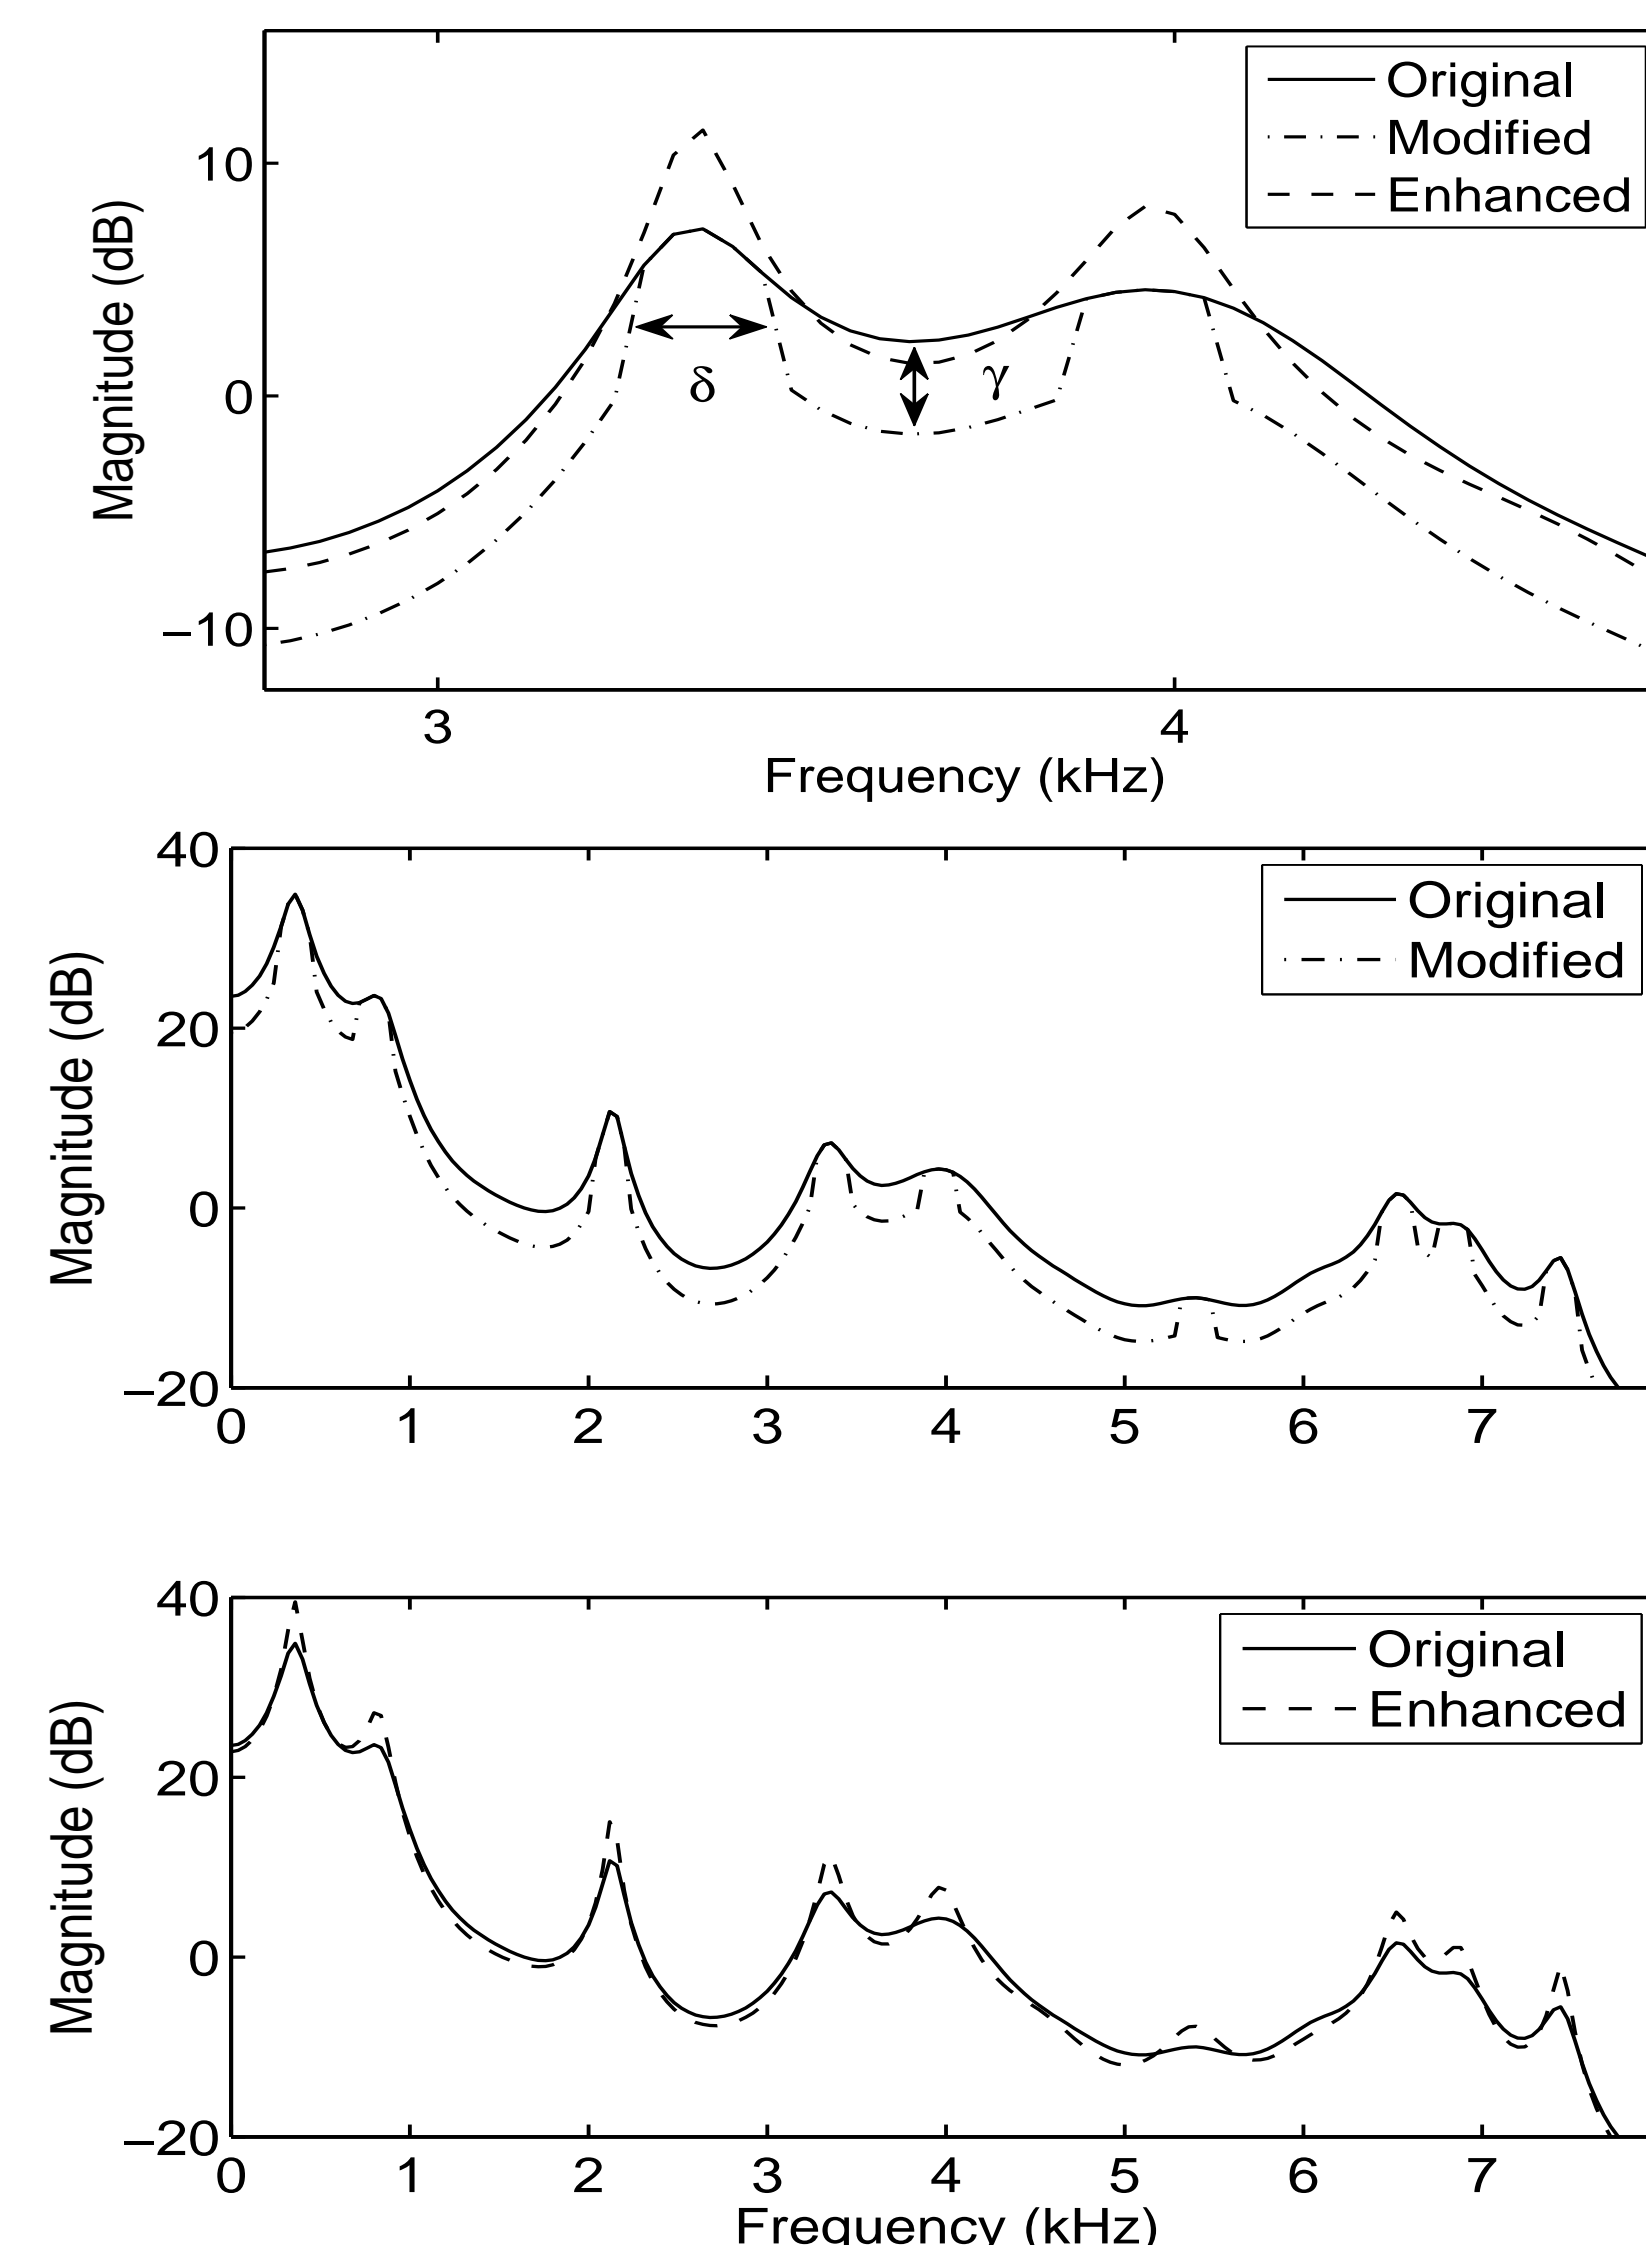 Original
Modified
Enhanced
Magnitude (dB)
10
0
−10
δ
γ
3
4
Frequency (kHz)
Original
Modified
Magnitude (dB)
40
20
0
−20
0 1 2 3 4 5 6 7
Original
Enhanced
Magnitude (dB)
40
20
0
−20
0 1 2 3 4 5 6 7
Frequency (kHz)